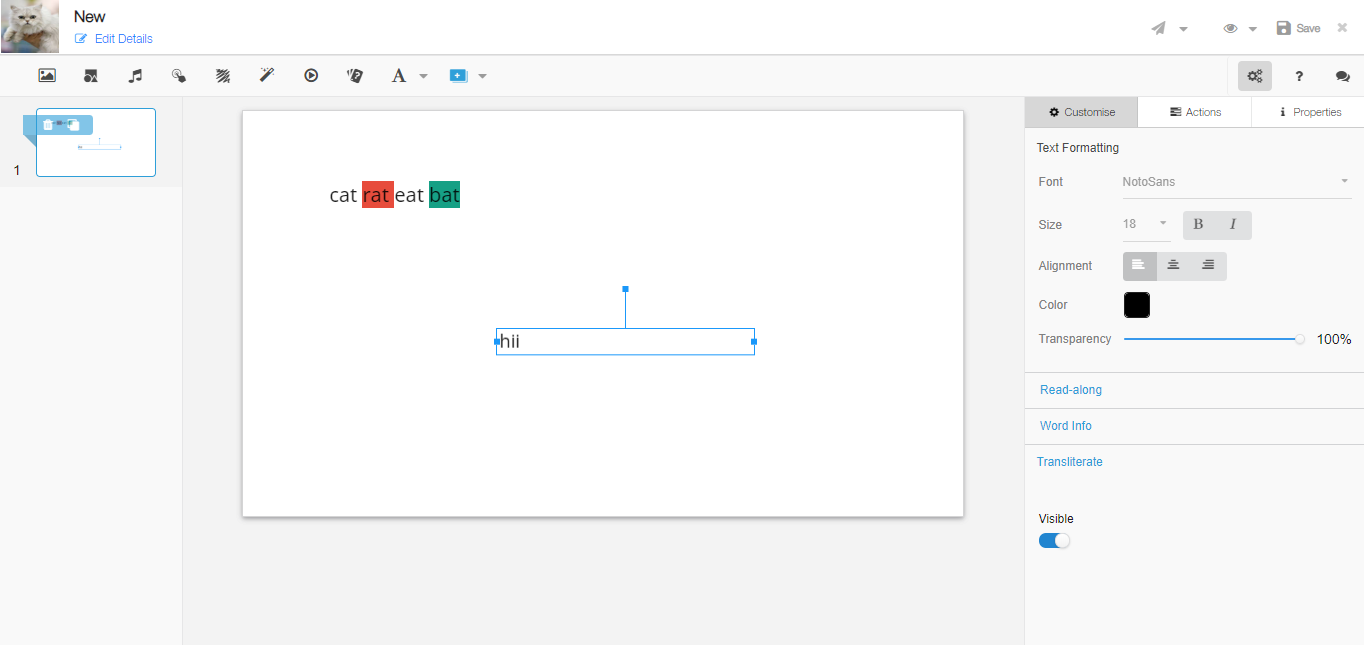 New
Edit Details
Save
A
?
Customise
Actions
Properties
1
cat rat eat bat
hii
Text Formatting
Font NotoSans
Size 18 B I
Alignment
Color
Transparency 100%
Read-along
Word Info
Transliterate
Visible